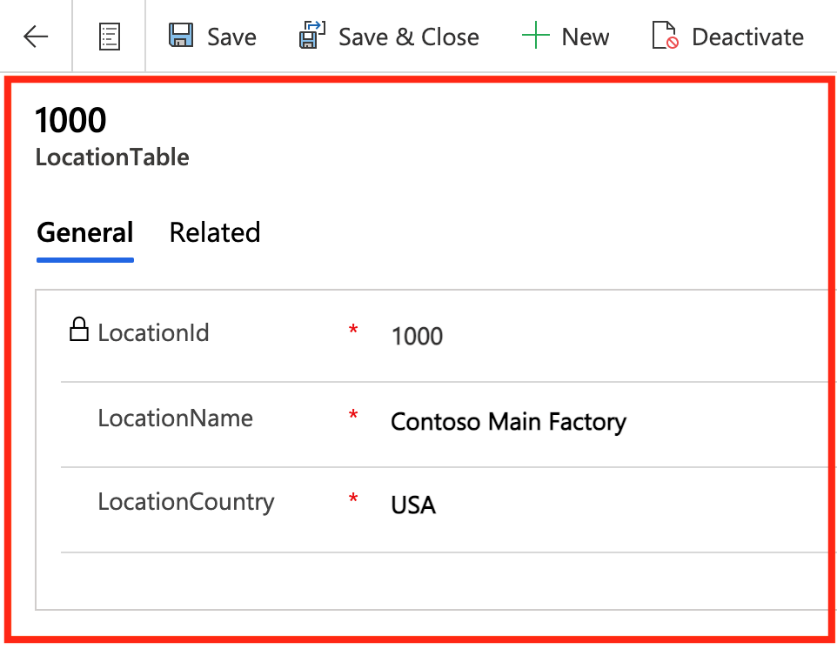 Save Save & Close New Deactivate
1000
LocationTable
General Related
LocationId * 1000
LocationName * Contoso Main Factory
LocationCountry * USA